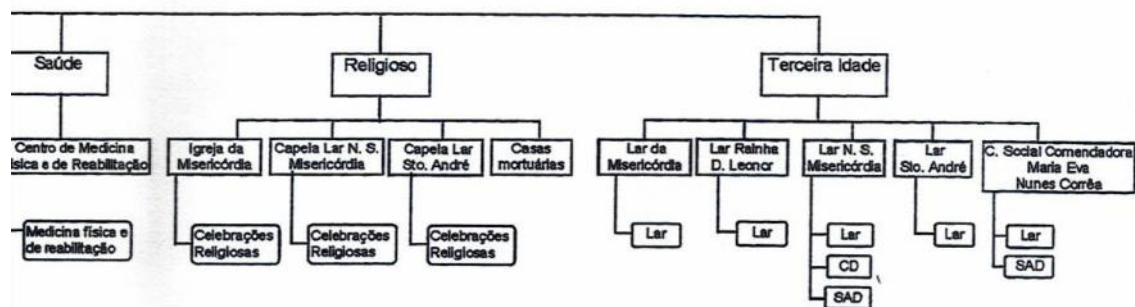 Saúde
Religioso
Terceira Idade
Centro de Medicina
ísica e de Reabilitação
Igreja da
Misericórdia
Capela Lar N. S.
Misericórdia
Capela Lar
Sto. André
Casas
mortuárias
Lar da
Misericórdia
Lar Rainha
D. Leonor
Lar N. S.
Misericórdia
Lar
Sto. André
C. Social Comendadora
Maria Eva
Nunes Corrêa
Medicina física e
de reabilitação
Celebrações
Religiosas
Celebrações
Religiosas
Celebrações
Religiosas
Lar
Lar
Lar
CD
SAD
Lar
Lar
SAD